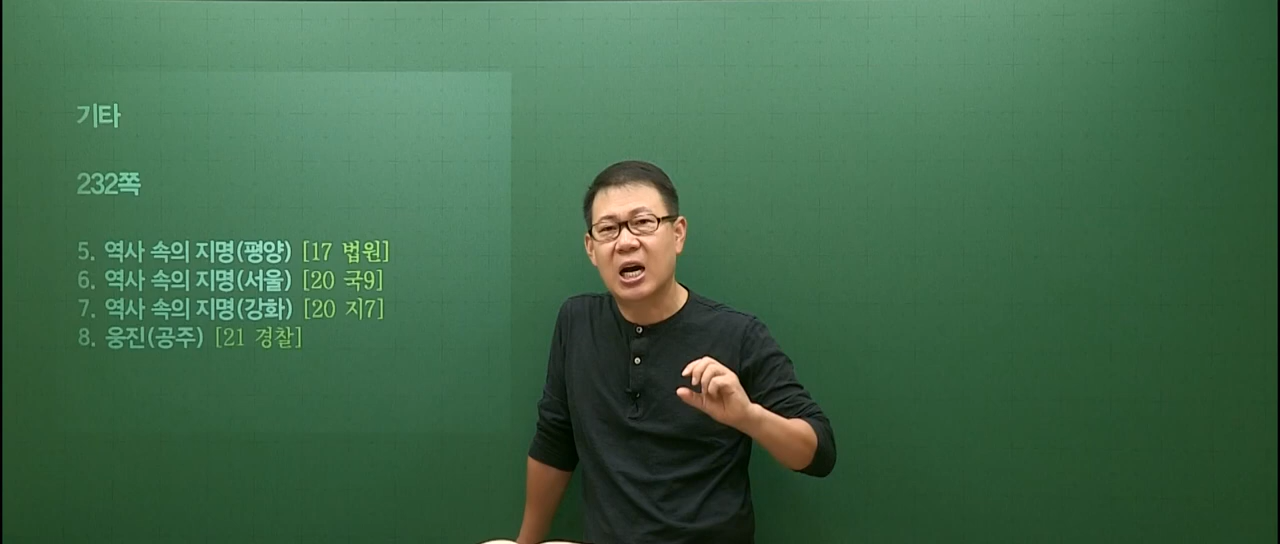 기타
232쪽
5. 역사 속의 지명(평양) [17 법원]
6. 역사 속의 지명(서울) [20 국9]
7. 역사 속의 지명(강화) [20 지7]
8. 웅진(공주) [21 경찰]